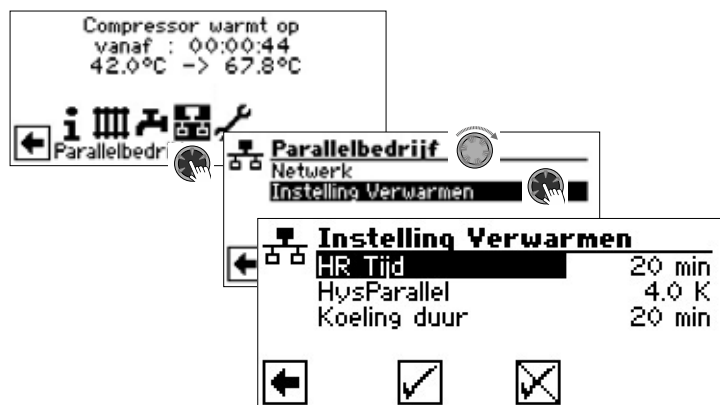 Compressor warmt op
vanaf : 00:00:44
42.0°C -> 67.8°C
Parallelbedr
Parallelbedrijf
Netwerk
Instelling Verwarmen
Instelling Verwarmen
HR Tijd 20 min
HysParallel 4.0 K
Koeling duur 20 min